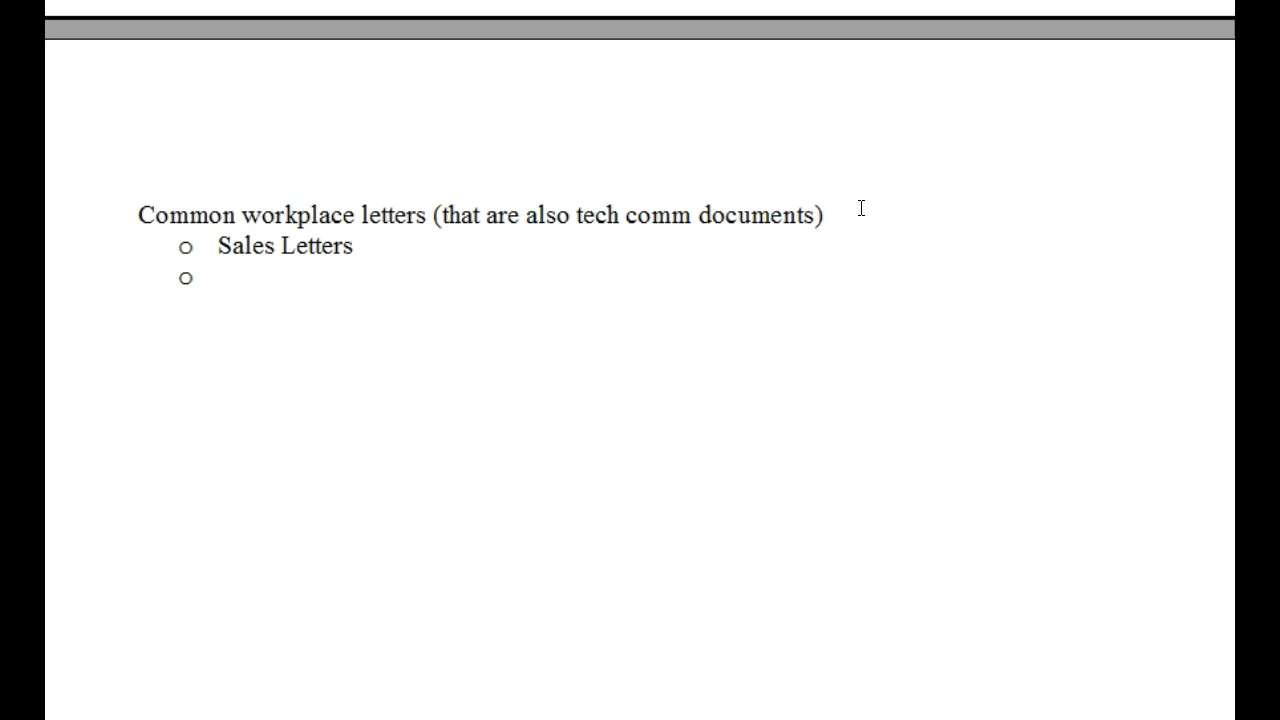 Common workplace letters (that are also tech comm documents)
o Sales Letters
o